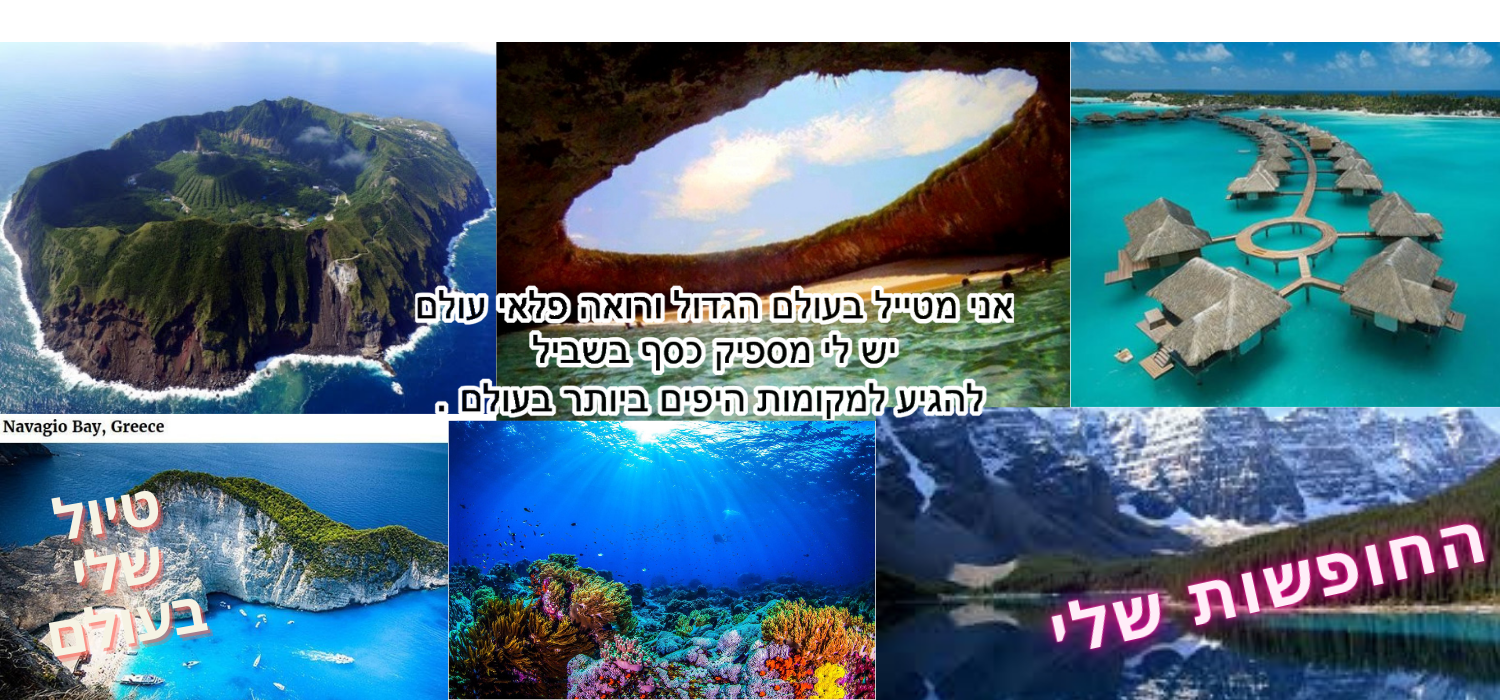 אני מטייל בעולם הגדול ורואה פלאי עולם
יש לי מספיק כסף בשביל
להגיע למקומות היפים ביותר בעולם .
Navagio Bay, Greece
טיול
שלי
בעולם
החופשות שלי